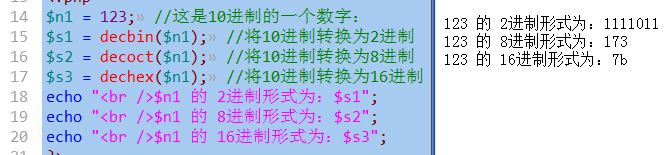 <?php
14 $n1 = 123;» //这是10进制的一个数字：
15 $s1 = decbin($n1);» //将10进制转换为2进制
16 $s2 = decoct($n1);» //将10进制转换为8进制
17 $s3 = dechex($n1);» //将10进制转换为16进制
18 echo "<br />$n1 的 2进制形式为：$s1";
19 echo "<br />$n1 的 8进制形式为：$s2";
20 echo "<br />$n1 的 16进制形式为：$s3";
123 的 2进制形式为：1111011
123 的 8进制形式为：173
123 的 16进制形式为：7b